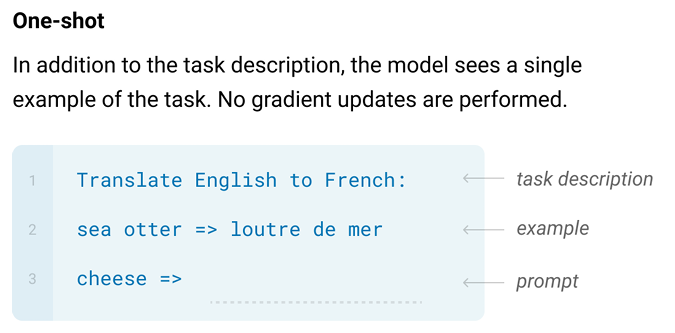 One-shot
In addition to the task description, the model sees a single
example of the task. No gradient updates are performed.
1 Translate English to French: task description
2 sea otter => loutre de mer example
3 cheese => prompt